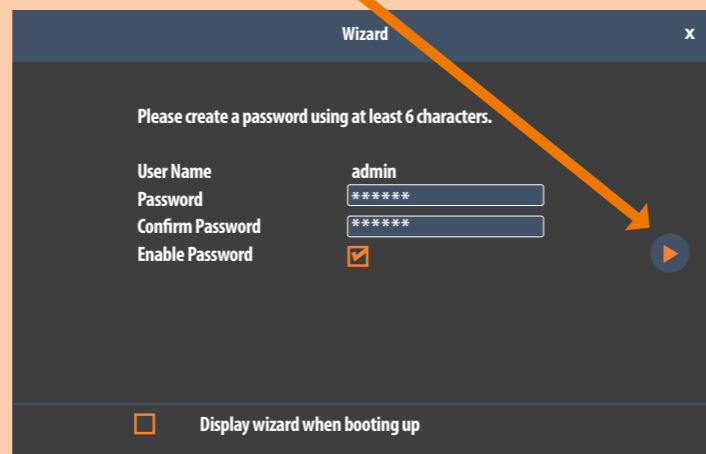 Wizard x
Please create a password using at least 6 characters.
User Name admin
Password ******
Confirm Password ******
Enable Password
Display wizard when booting up